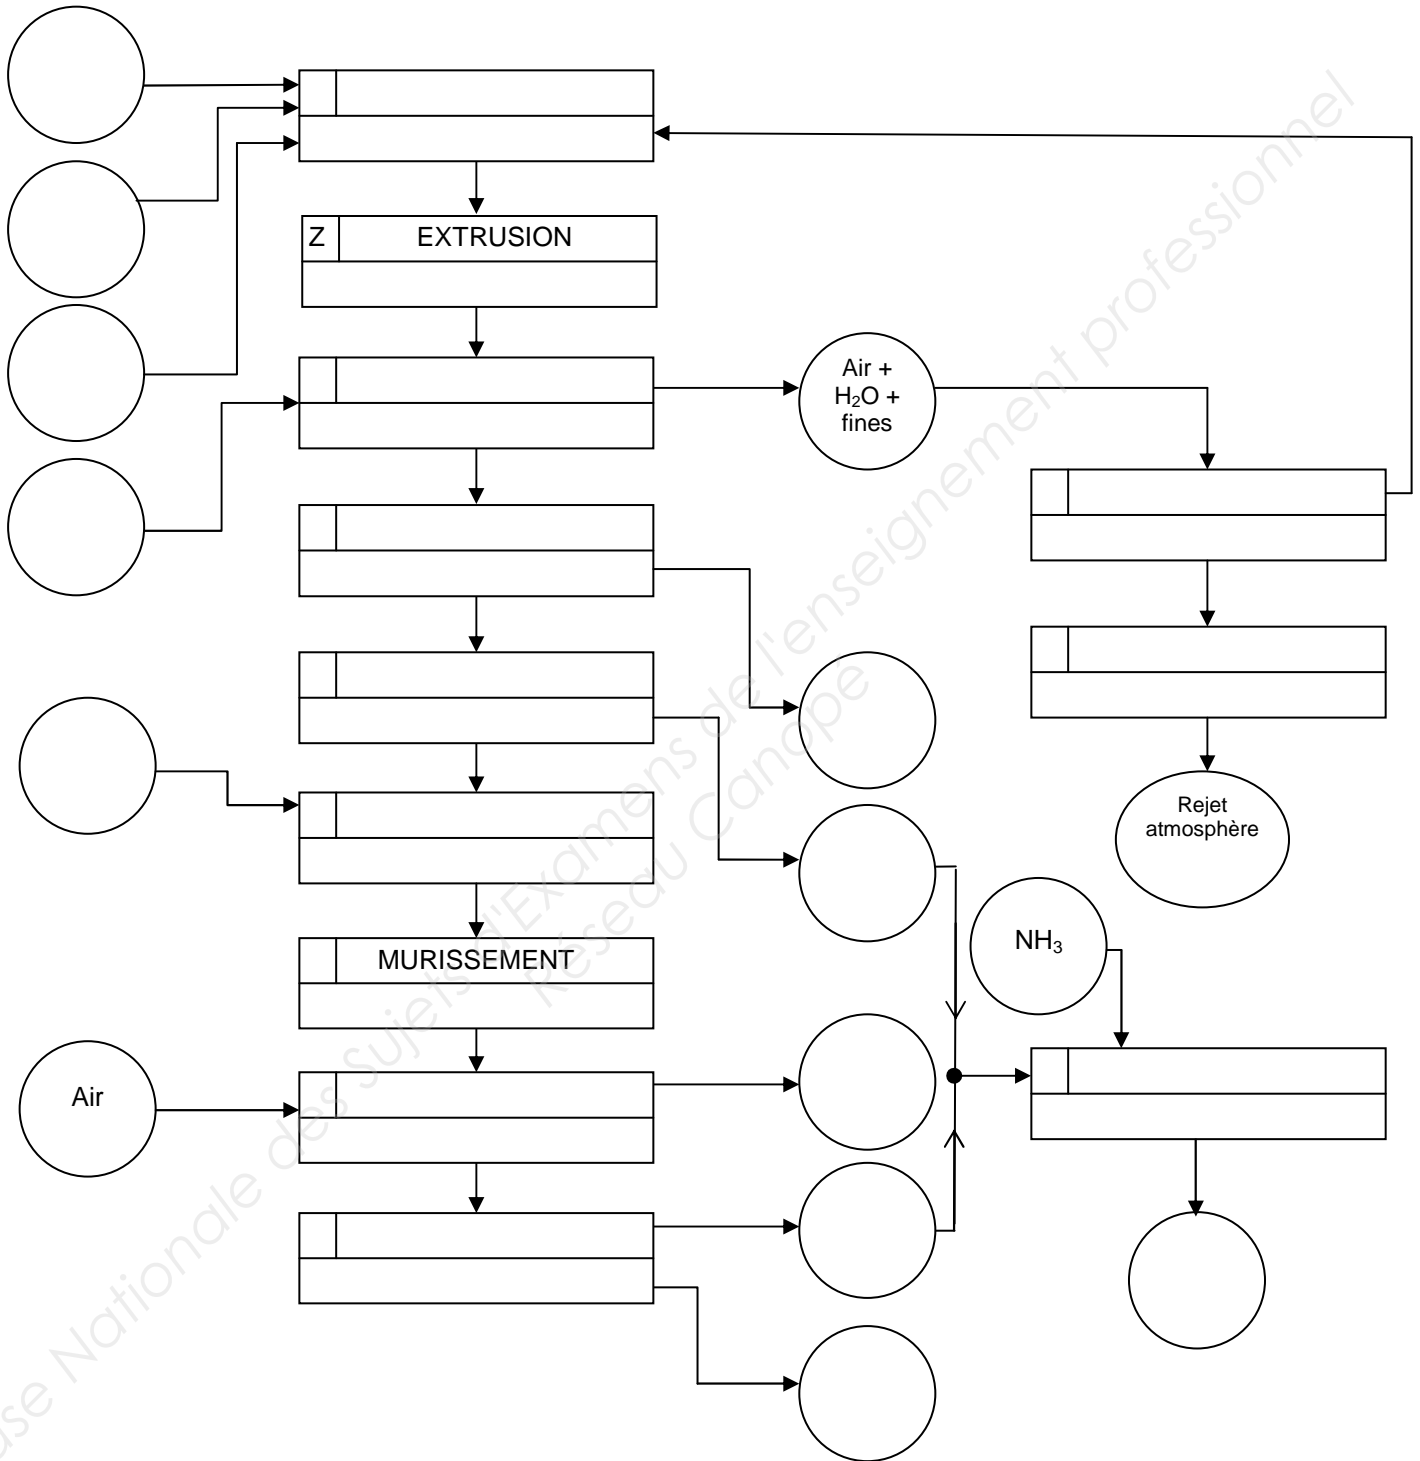 Z EXTRUSION
Air +
H₂O +
fines
Rejet
atmosphère
NH₃
MURISSEMENT
Air
Base Nationale des Sujets d'Examens de l'enseignement professionnel
Réseau Canopé